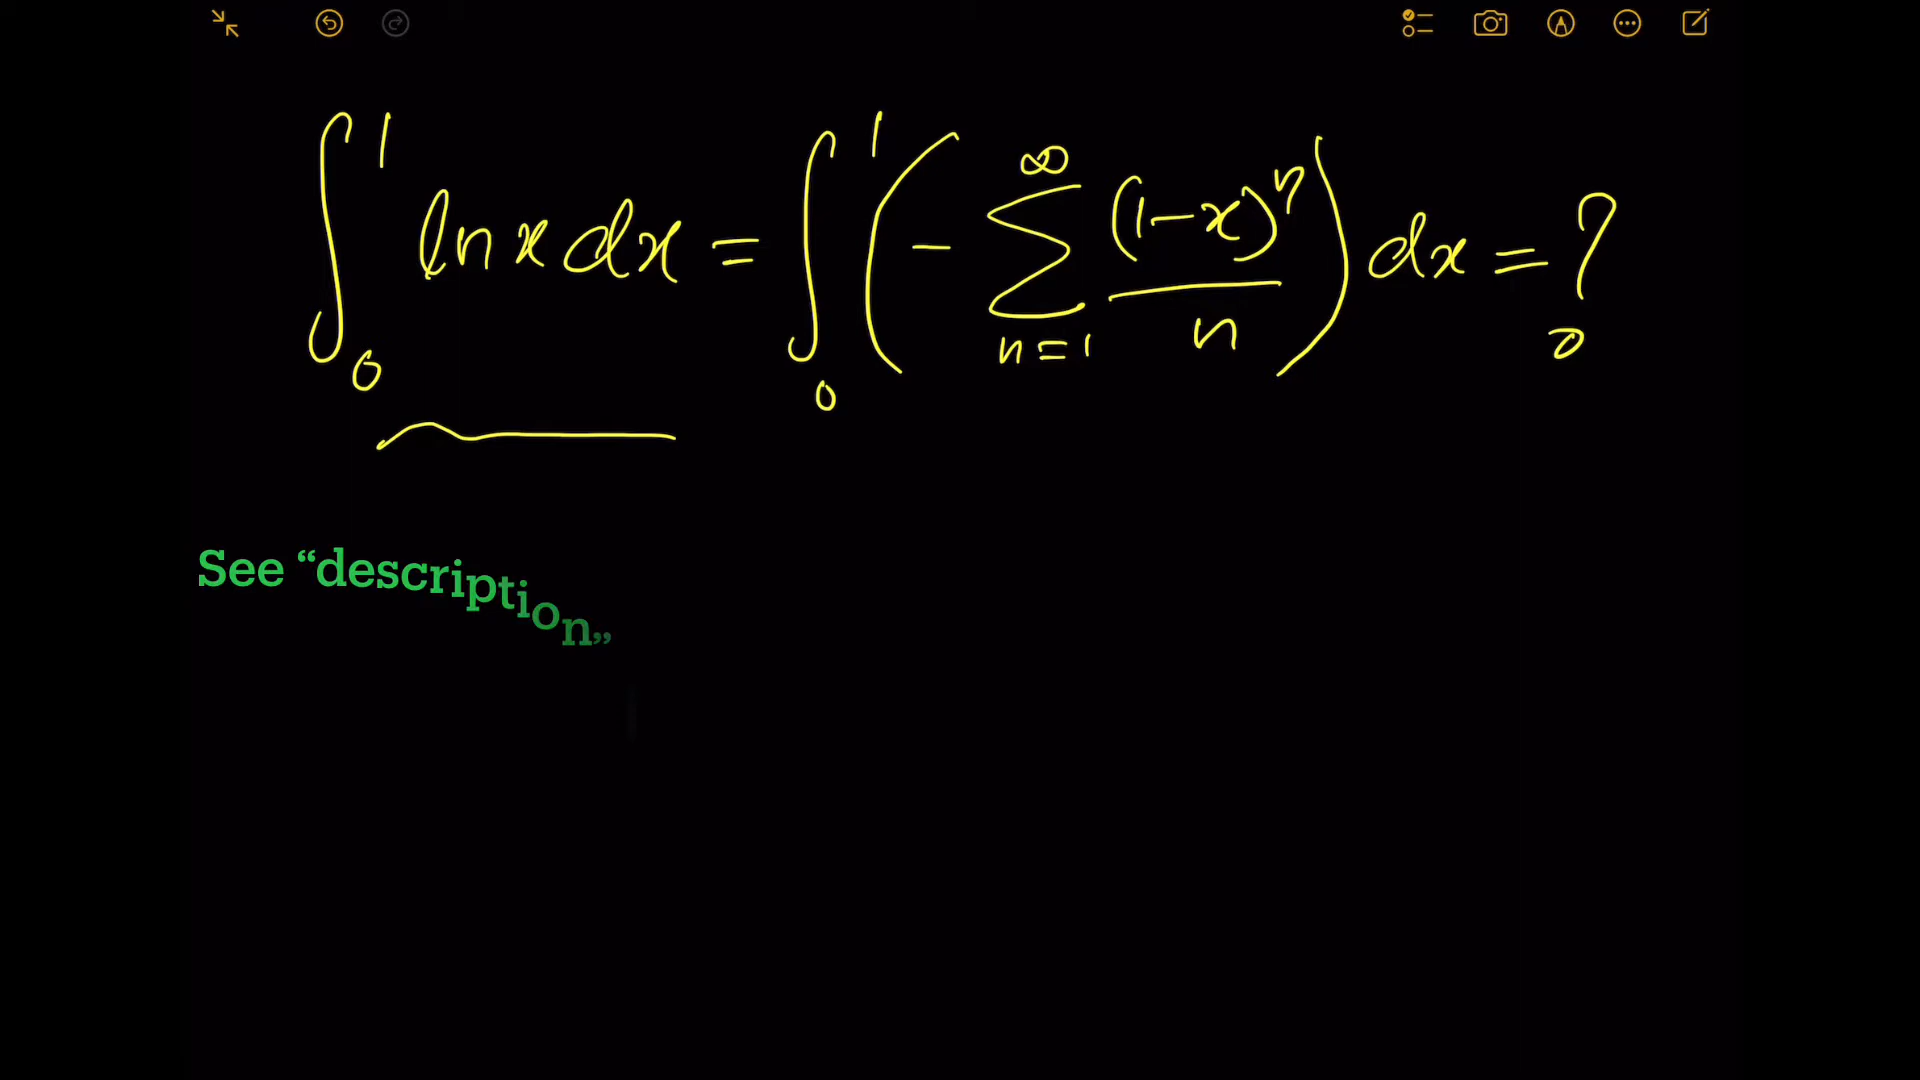 ∫₀¹ ln x dx = ∫₀¹ ( - ∑_{n=1}^{∞} (1-x)ⁿ / n ) dx = ?
See “description”